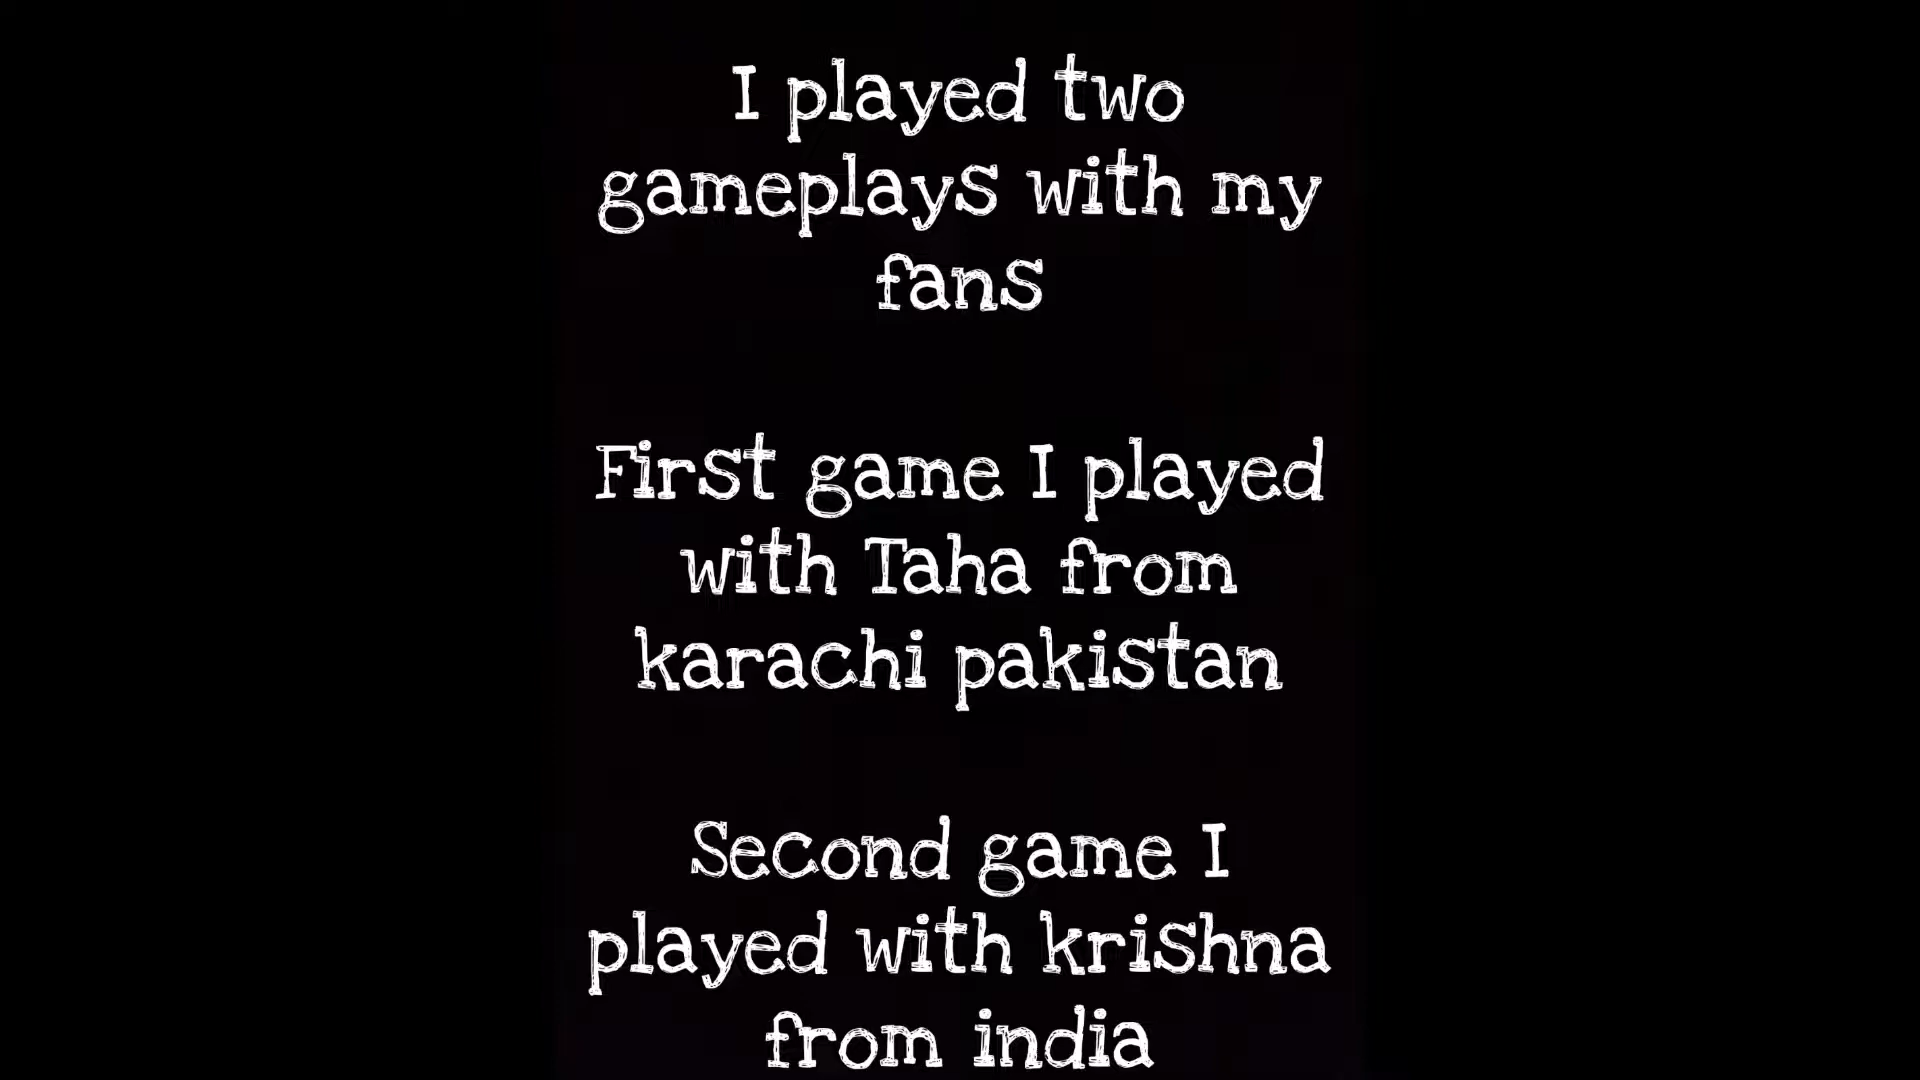 I played two
gameplays with my
fans
First game I played
with Taha from
karachi pakistan
Second game I
played with krishna
from india